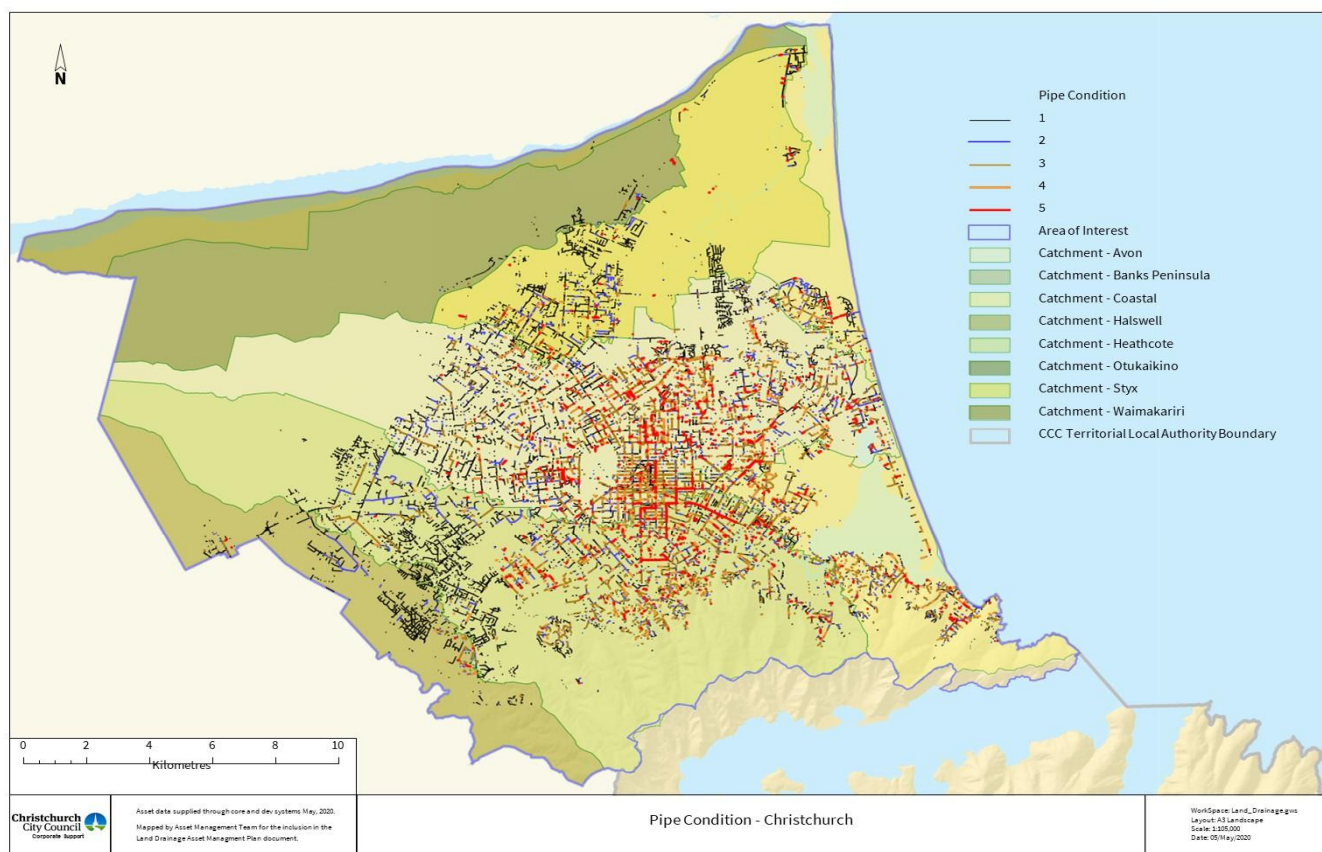 N
Pipe Condition
1
2
3
4
5
Area of Interest
Catchment - Avon
Catchment - Banks Peninsula
Catchment - Coastal
Catchment - Halswell
Catchment - Heathcote
Catchment - Otukaikino
Catchment - Styx
Catchment - Waimakariri
CCC Territorial Local Authority Boundary
0 2 4 6 8 10
Kilometres
Christchurch
City Council
Corporate Support
Asset data supplied through core and dev systems May, 2020.
Mapped by Asset Management Team for the inclusion in the
Land Drainage Asset Managment Plan document.
Pipe Condition - Christchurch
WorkSpace: Land_Drainage.gws
Layout: A3 Landscape
Scale: 1:105,000
Date: 05/May/2020